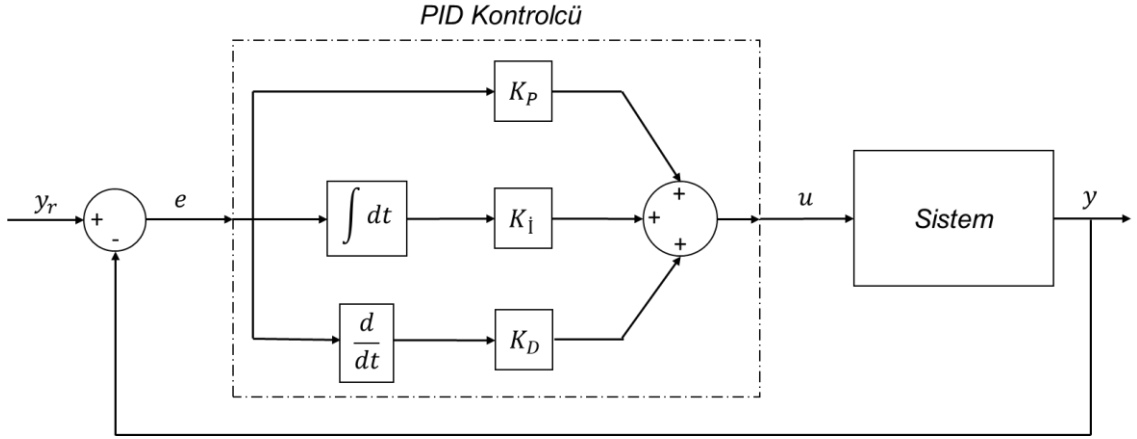 PID Kontrolcü
K_P
y_r
+
-
e
∫ dt
K_İ
+
+
+
u
Sistem
y
d/dt
K_D